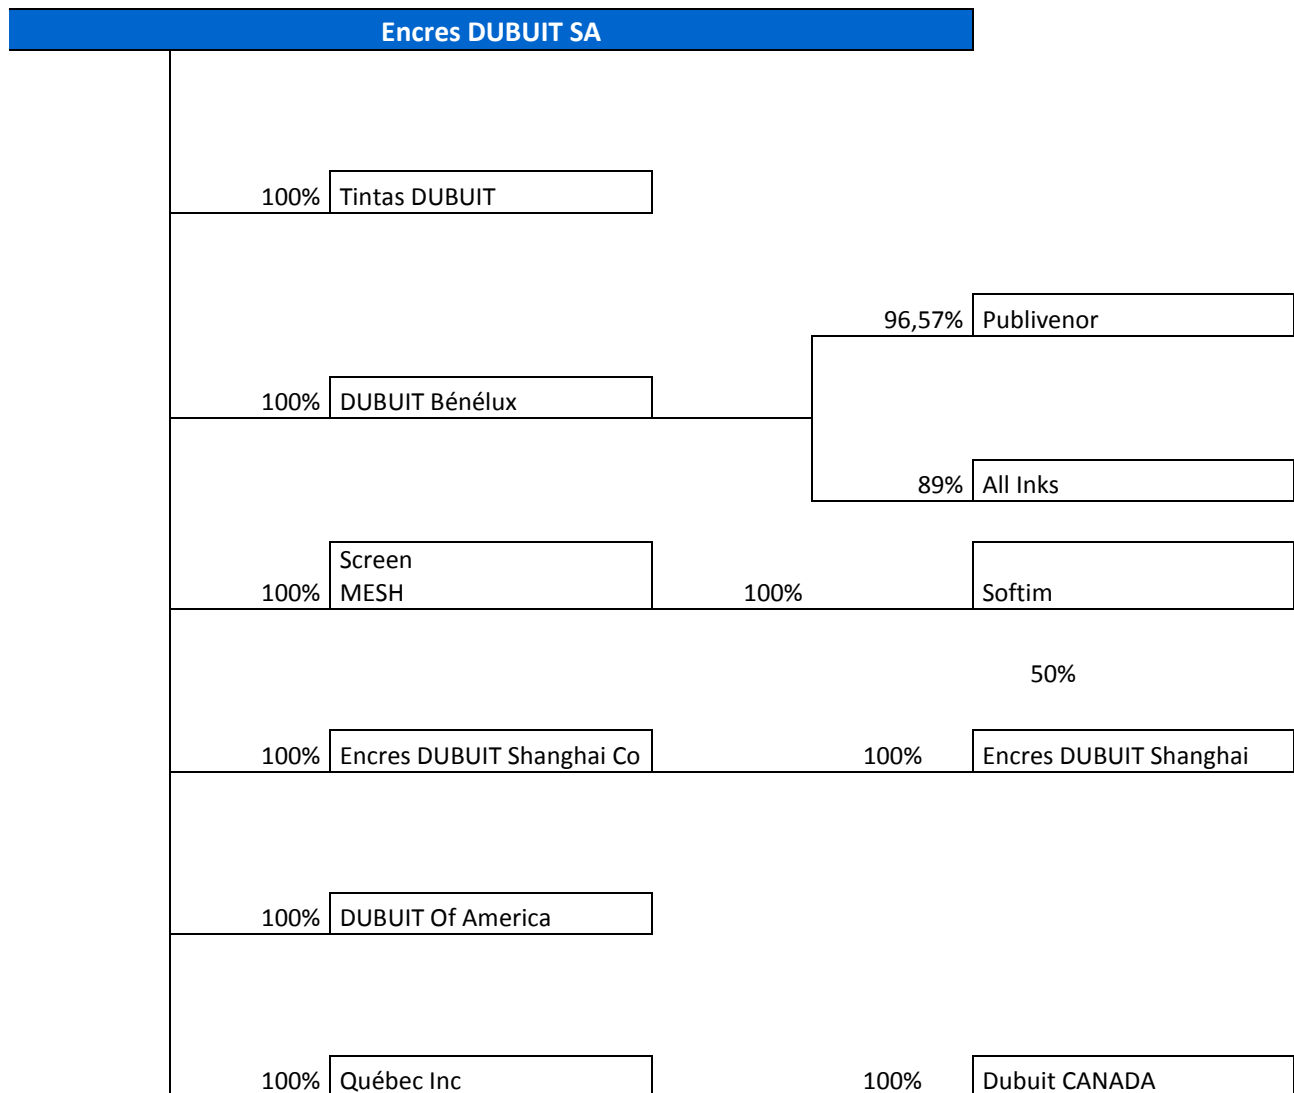 Encres DUBUIT SA
100% Tintas DUBUIT
96,57% Publivenor
100% DUBUIT Bénélux
89% All Inks
Screen
100% MESH 100% Softim
50%
100% Encres DUBUIT Shanghai Co 100% Encres DUBUIT Shanghai
100% DUBUIT Of America
100% Québec Inc 100% Dubuit CANADA